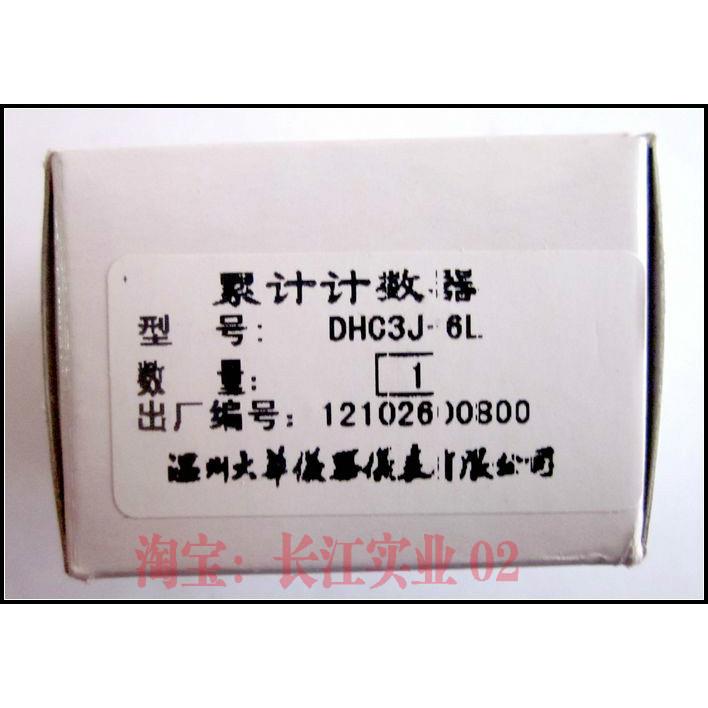 累计计数器
型 号: DHC3J-6L
数 量: 1
出厂编号: 12102600800
温州大华仪器仪表有限公司
淘宝：长江实业 02